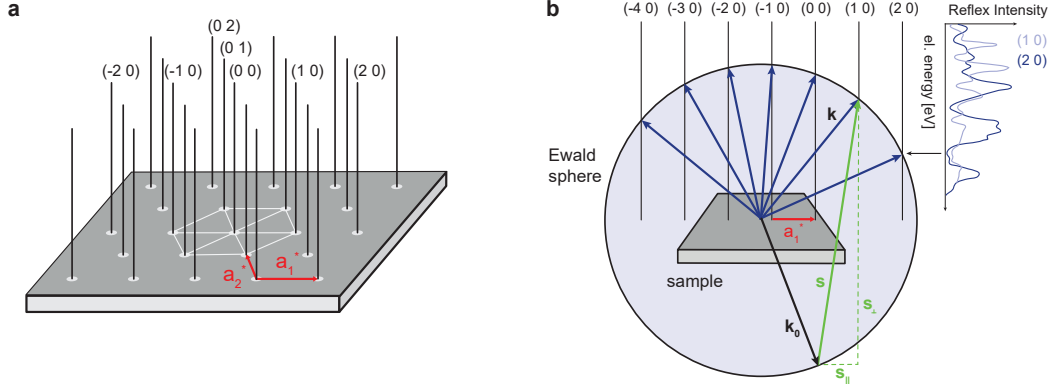 a
(0 2)
(0 1)
(-2 0) (-1 0) (0 0) (1 0) (2 0)
a₂* a₁*
b
(-4 0) (-3 0) (-2 0) (-1 0) (0 0) (1 0) (2 0)
Reflex Intensity
(1 0)
(2 0)
el. energy [eV]
k
Ewald
sphere
a₁*
sample
s
s⊥
k₀
s||